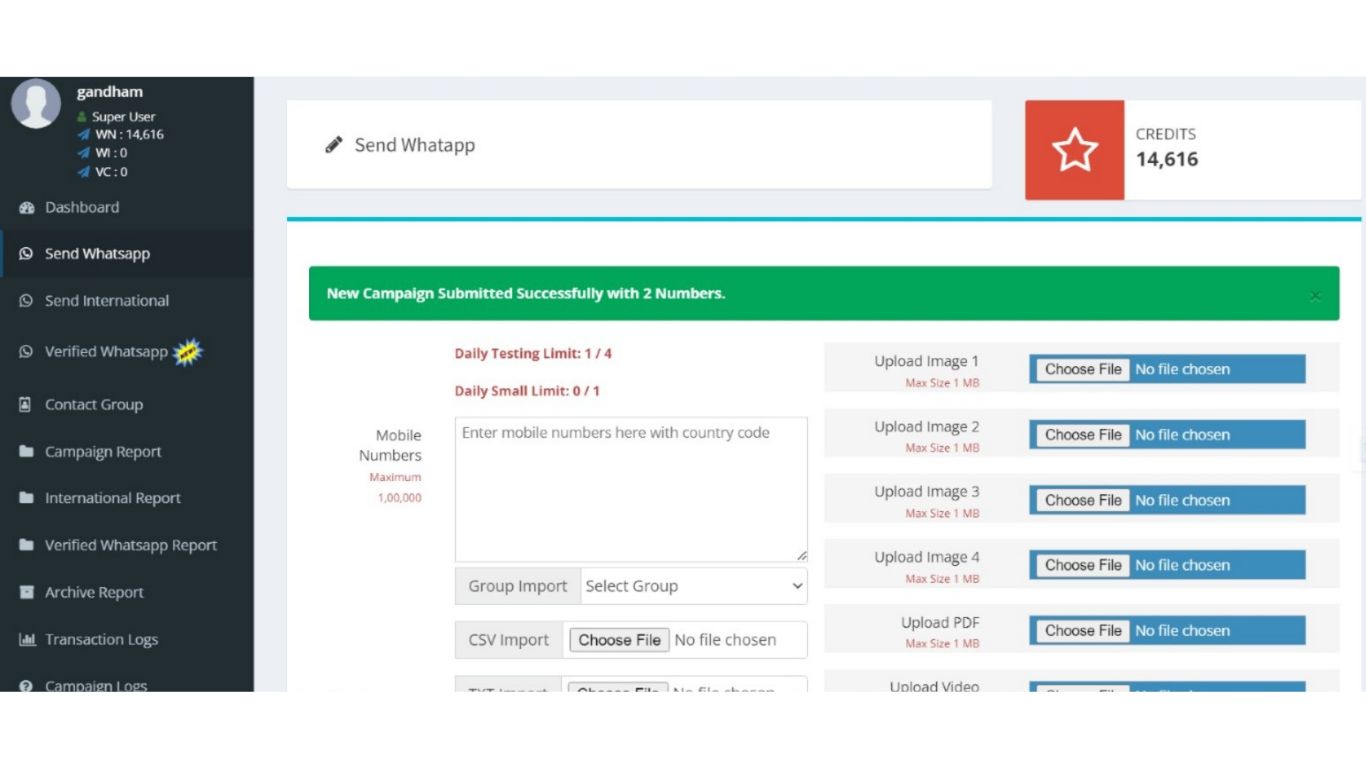 gandham
Super User
WN : 14,616
WI : 0
VC : 0
Dashboard
Send Whatsapp
Send International
Verified Whatsapp
Contact Group
Campaign Report
International Report
Verified Whatsapp Report
Archive Report
Transaction Logs
Campaign Logs
Send Whatapp
CREDITS
14,616
New Campaign Submitted Successfully with 2 Numbers.
×
Daily Testing Limit: 1 / 4
Daily Small Limit: 0 / 1
Mobile
Numbers
Maximum
1,00,000
Enter mobile numbers here with country code
Group Import Select Group
CSV Import Choose File No file chosen
TXT Import Choose File No file chosen
Upload Image 1
Max Size 1 MB
Choose File No file chosen
Upload Image 2
Max Size 1 MB
Choose File No file chosen
Upload Image 3
Max Size 1 MB
Choose File No file chosen
Upload Image 4
Max Size 1 MB
Choose File No file chosen
Upload PDF
Max Size 1 MB
Choose File No file chosen
Upload Video